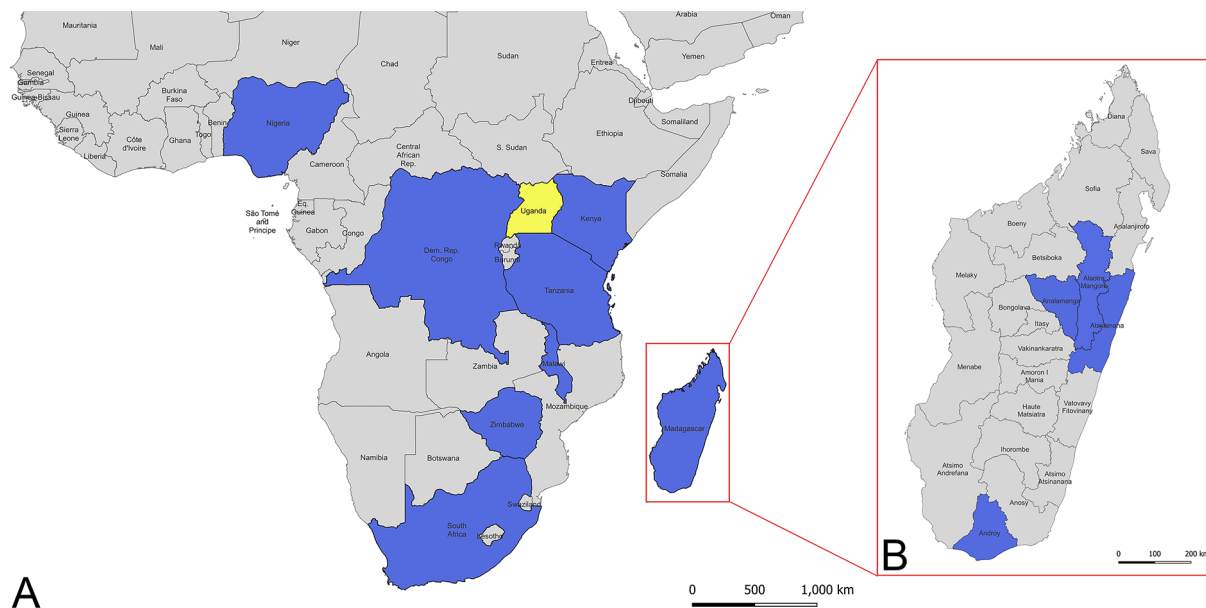 Mauritania
Mali
Niger
Chad
Sudan
Eritrea
Arabia
Oman
Yemen
Senegal
Gambia
Guinea-Bissau
Guinea
Sierra
Leone
Liberia
Côte
d'Ivoire
Burkina
Faso
Ghana
Togo
Benin
Nigeria
Cameroon
Central
African
Rep.
S. Sudan
Ethiopia
Djibouti
Somaliland
Somalia
São Tomé
and
Principe
Eq.
Guinea
Gabon
Congo
Dem. Rep.
Congo
Uganda
Kenya
Rwanda
Burundi
Tanzania
Angola
Zambia
Malawi
Mozambique
Zimbabwe
Namibia
Botswana
Swaziland
South
Africa
Lesotho
Madagascar
A
0 500 1,000 km
Diana
Sava
Sofia
Boeny
Analanjirofo
Betsiboka
Melaky
Alaotra
Mangoro
Analamanga
Bongolava
Atsinanana
Itasy
Vakinankaratra
Menabe
Amoron I
Mania
Haute
Matsiatra
Vatovavy
Fitovinany
Ihorombe
Atsimo
Andrefana
Atsimo
Atsinanana
Anosy
Androy
B
0 100 200 km